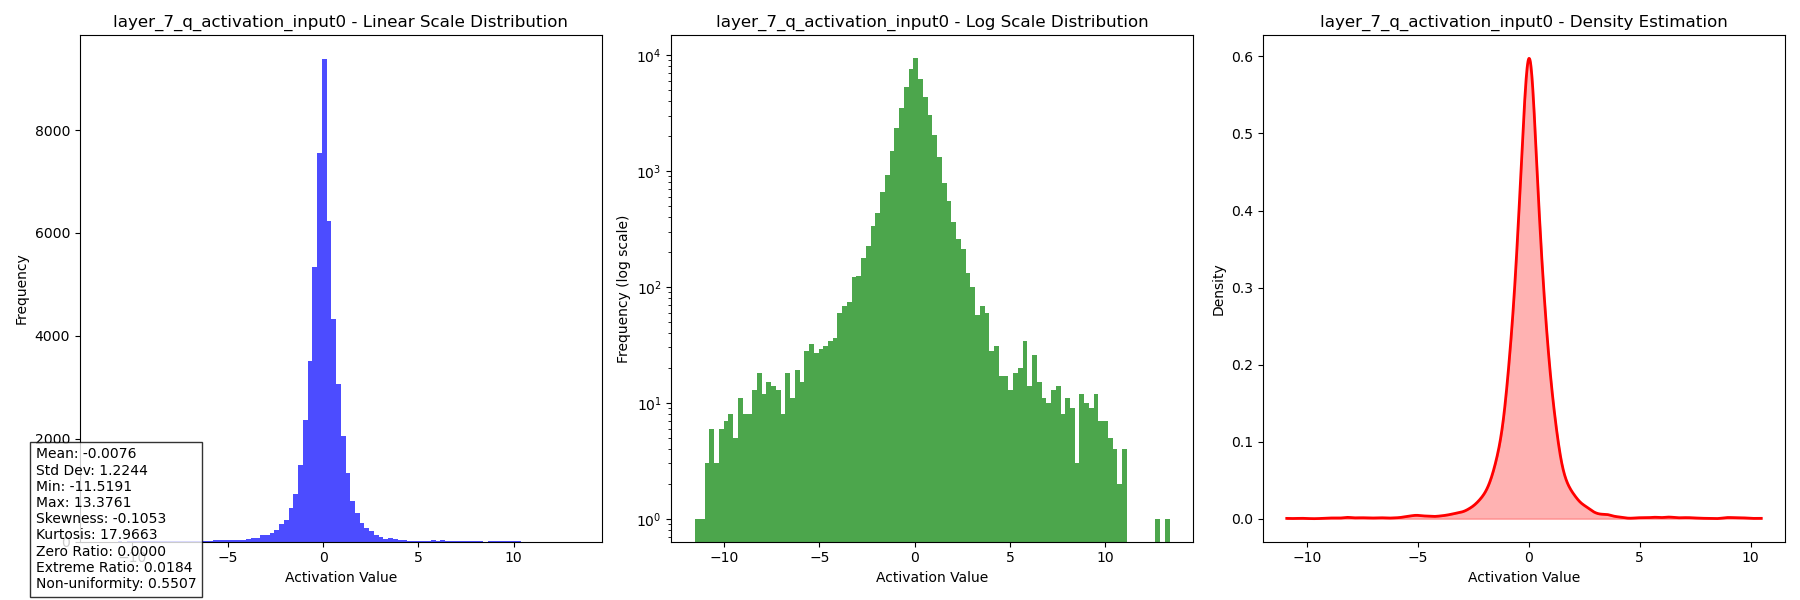 layer_7_q_activation_input0 - Linear Scale Distribution
Frequency
8000
6000
4000
2000
0
−5
0
5
10
Activation Value
Mean: -0.0076
Std Dev: 1.2244
Min: -11.5191
Max: 13.3761
Skewness: -0.1053
Kurtosis: 17.9663
Zero Ratio: 0.0000
Extreme Ratio: 0.0184
Non-uniformity: 0.5507
layer_7_q_activation_input0 - Log Scale Distribution
Frequency (log scale)
10⁴
10³
10²
10¹
10⁰
−10
−5
0
5
10
Activation Value
layer_7_q_activation_input0 - Density Estimation
Density
0.6
0.5
0.4
0.3
0.2
0.1
0.0
−10
−5
0
5
10
Activation Value